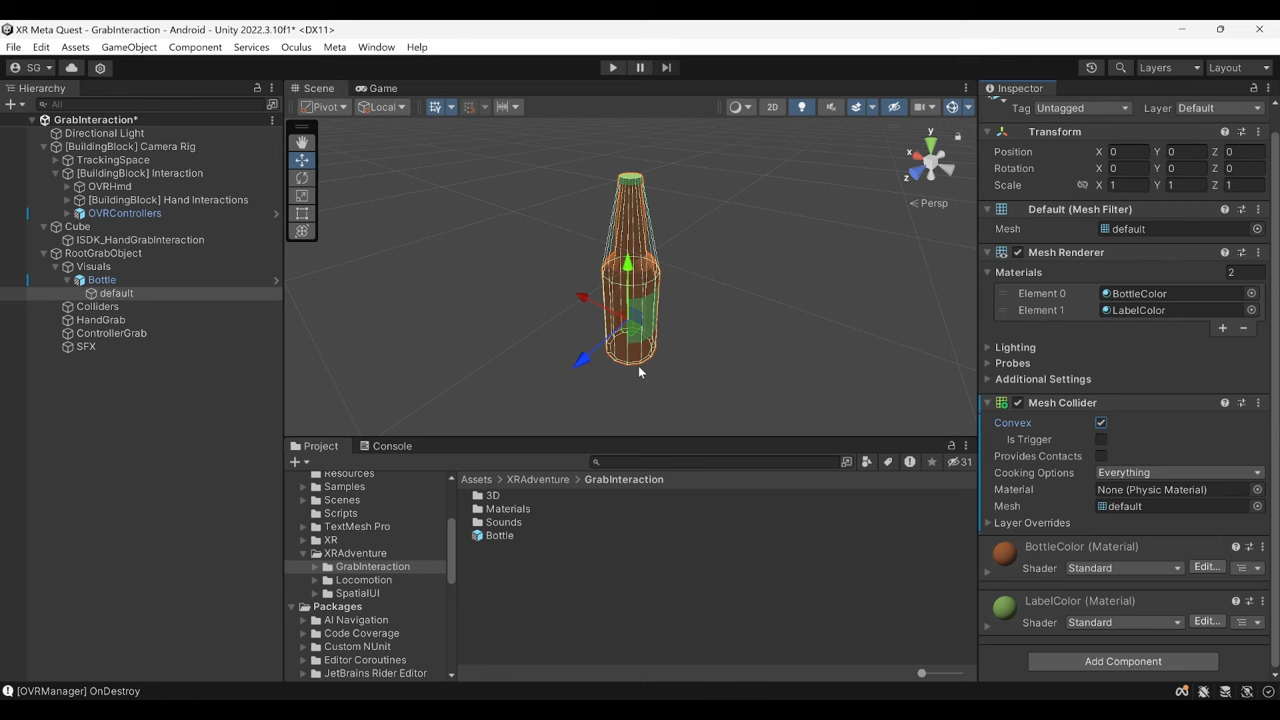 XR Meta Quest - GrabInteraction - Android - Unity 2022.3.10f1* <DX11>
File Edit Assets GameObject Component Services Oculus Meta Window Help
SG
Layers Layout
Hierarchy
All
GrabInteraction*
Directional Light
[BuildingBlock] Camera Rig
TrackingSpace
[BuildingBlock] Interaction
OVRHmd
[BuildingBlock] Hand Interactions
OVRControllers
Cube
ISDK_HandGrabInteraction
RootGrabObject
Visuals
Bottle
default
Colliders
HandGrab
ControllerGrab
SFX
Scene Game
Pivot Local
2D
y
x
z
Persp
Project Console
31
Resources
Samples
Scenes
Scripts
TextMesh Pro
XR
XRAdventure
GrabInteraction
Locomotion
SpatialUI
Packages
AI Navigation
Code Coverage
Custom NUnit
Editor Coroutines
JetBrains Rider Editor
Assets XRAdventure GrabInteraction
3D
Materials
Sounds
Bottle
Inspector
Tag Untagged Layer Default
Transform
Position X 0 Y 0 Z 0
Rotation X 0 Y 0 Z 0
Scale X 1 Y 1 Z 1
Default (Mesh Filter)
Mesh default
Mesh Renderer
Materials 2
Element 0 BottleColor
Element 1 LabelColor
Lighting
Probes
Additional Settings
Mesh Collider
Convex
Is Trigger
Provides Contacts
Cooking Options Everything
Material None (Physic Material)
Mesh default
Layer Overrides
BottleColor (Material)
Shader Standard Edit...
LabelColor (Material)
Shader Standard Edit...
Add Component
[OVRManager] OnDestroy